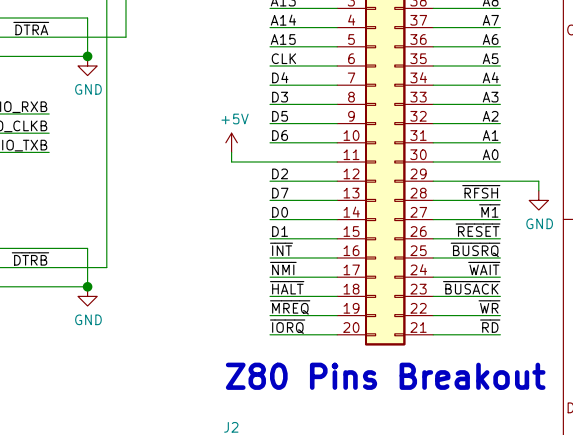 A13 3 38 A8
DTRA A14 4 37 A7
A15 5 36 A6
CLK 6 35 A5
GND D4 7 34 A4
IO_RXB D3 8 33 A3
O_CLKB +5V D5 9 32 A2
IO_TXB D6 10 31 A1
11 30 A0
D2 12 29
D7 13 28 RFSH
D0 14 27 M1
GND
D1 15 26 RESET
INT 16 25 BUSRQ
DTRB
NMI 17 24 WAIT
HALT 18 23 BUSACK
MREQ 19 22 WR
GND IORQ 20 21 RD
Z80 Pins Breakout
J2
D